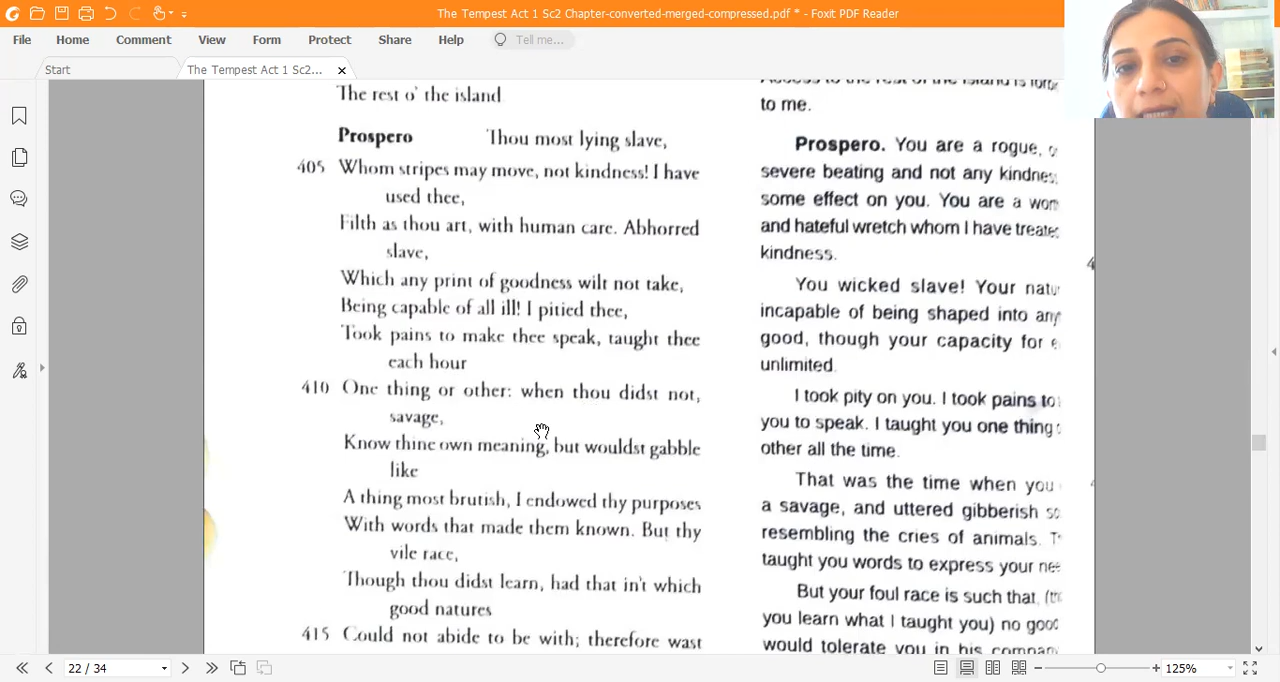 The Tempest Act 1 Sc2 Chapter-converted-merged-compressed.pdf * - Foxit PDF Reader
File Home Comment View Form Protect Share Help Tell me...
Start
The Tempest Act 1 Sc2...
The rest o' the island
Prospero Thou most lying slave,
405 Whom stripes may move, not kindness! I have
used thee,
Filth as thou art, with human care. Abhorred
slave,
Which any print of goodness wilt not take,
Being capable of all ill! I pitied thee,
Took pains to make thee speak, taught thee
each hour
410 One thing or other: when thou didst not,
savage,
Know thine own meaning, but wouldst gabble
like
A thing most brutish, I endowed thy purposes
With words that made them known. But thy
vile race,
Though thou didst learn, had that in't which
good natures
415 Could not abide to be with; therefore wast
Access to the rest of the island is
to me.
Prospero. You are a rogue,
severe beating and not any
some effect on you. You are a
and hateful wretch whom I have
kindness.
4
You wicked slave! Your
incapable of being shaped into
good, though your capacity for
unlimited.
I took pity on you. I took pains to
you to speak. I taught you one thing
other all the time.
That was the time when you
a savage, and uttered gibberish
resembling the cries of animals.
taught you words to express your
But your foul race is such that,
you learn what I taught you) no
would tolerate you in his
22 / 34
125%